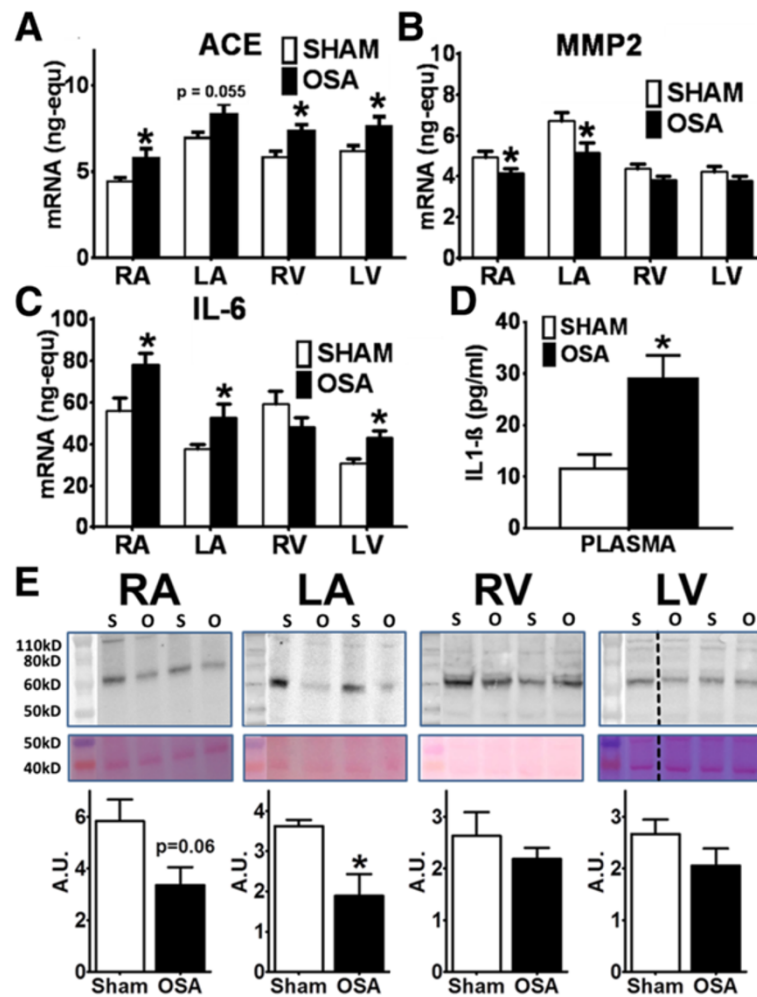 A
ACE
SHAM
OSA
mRNA (ng-equ)
10
5
0
p = 0.055
*
*
*
RA LA RV LV
B
MMP2
SHAM
OSA
mRNA (ng-equ)
10
8
6
4
2
0
*
*
RA LA RV LV
C
IL-6
SHAM
OSA
mRNA (ng-equ)
100
80
60
40
20
0
*
*
*
RA LA RV LV
D
SHAM
OSA
IL1-ß (pg/ml)
40
30
20
10
0
*
PLASMA
E
RA LA RV LV
S O S O S O S O S O S O S O S O
110kD
80kD
60kD
50kD
50kD
40kD
A.U.
6
4
2
0
p=0.06
Sham OSA
A.U.
4
3
2
1
0
*
Sham OSA
A.U.
3
2
1
0
Sham OSA
A.U.
3
2
1
0
Sham OSA